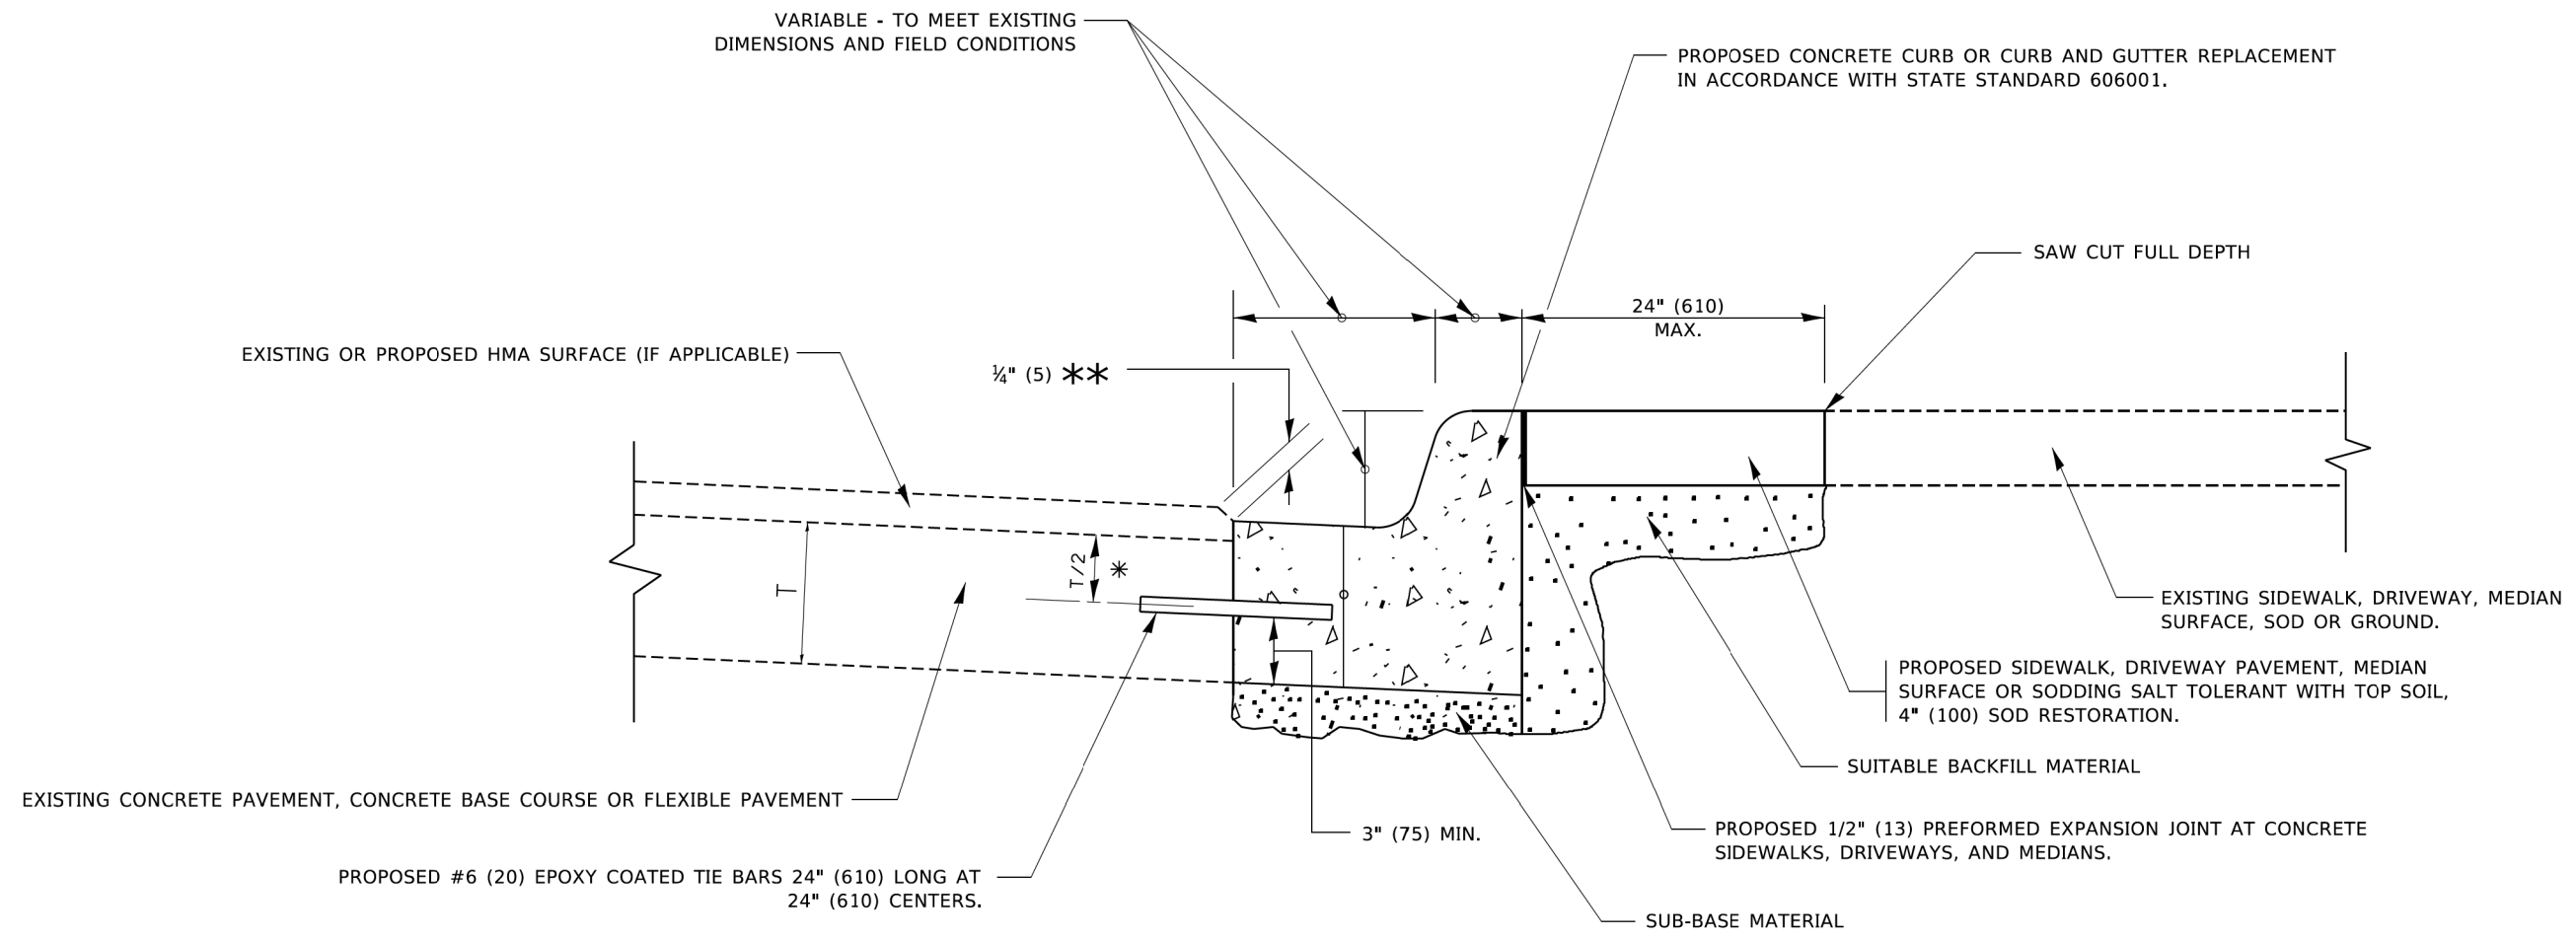 VARIABLE - TO MEET EXISTING
DIMENSIONS AND FIELD CONDITIONS
PROPOSED CONCRETE CURB OR CURB AND GUTTER REPLACEMENT
IN ACCORDANCE WITH STATE STANDARD 606001.
SAW CUT FULL DEPTH
24" (610)
MAX.
EXISTING OR PROPOSED HMA SURFACE (IF APPLICABLE)
¼" (5) **
T
T/2
*
EXISTING SIDEWALK, DRIVEWAY, MEDIAN
SURFACE, SOD OR GROUND.
PROPOSED SIDEWALK, DRIVEWAY PAVEMENT, MEDIAN
SURFACE OR SODDING SALT TOLERANT WITH TOP SOIL,
4" (100) SOD RESTORATION.
SUITABLE BACKFILL MATERIAL
EXISTING CONCRETE PAVEMENT, CONCRETE BASE COURSE OR FLEXIBLE PAVEMENT
3" (75) MIN.
PROPOSED 1/2" (13) PREFORMED EXPANSION JOINT AT CONCRETE
SIDEWALKS, DRIVEWAYS, AND MEDIANS.
PROPOSED #6 (20) EPOXY COATED TIE BARS 24" (610) LONG AT
24" (610) CENTERS.
SUB-BASE MATERIAL